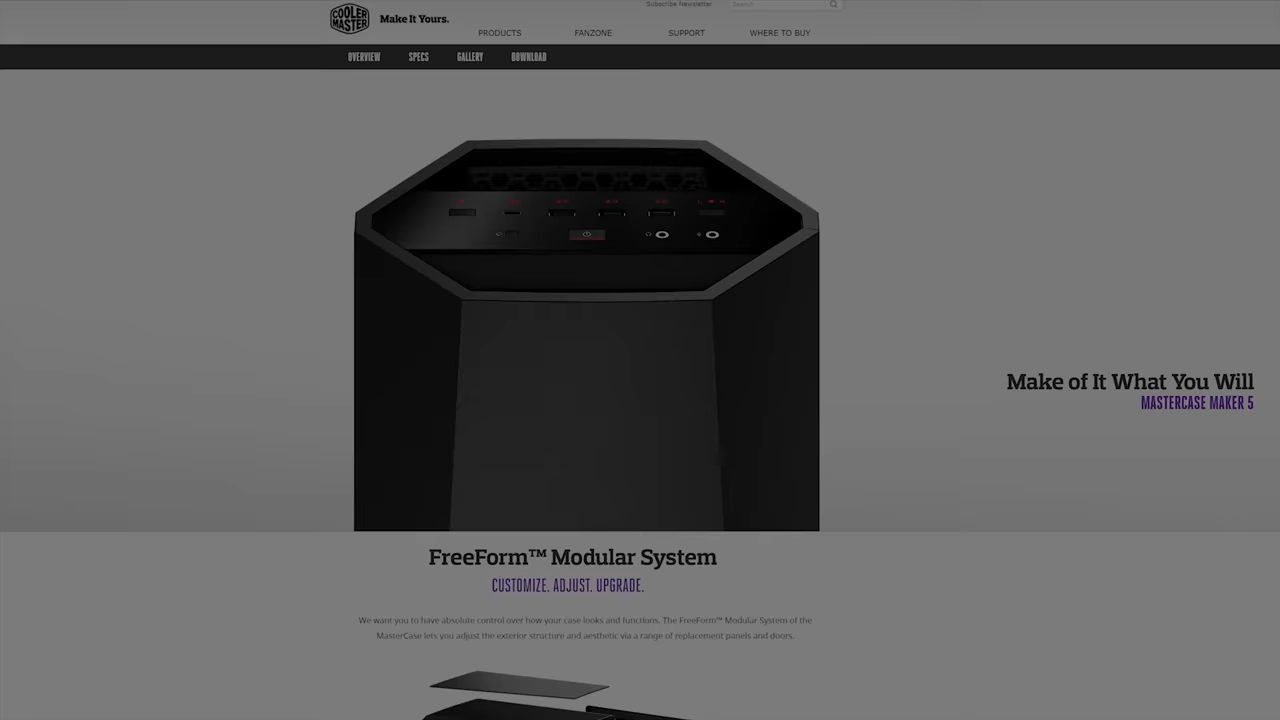 Subscribe Newsletter
Search
COOLER MASTER
Make It Yours.
PRODUCTS
FANZONE
SUPPORT
WHERE TO BUY
OVERVIEW
SPECS
GALLERY
DOWNLOAD
Make of It What You Will
MASTERCASE MAKER 5
FreeForm™ Modular System
CUSTOMIZE. ADJUST. UPGRADE.
We want you to have absolute control over how your case looks and functions. The FreeForm™ Modular System of the
MasterCase lets you adjust the exterior structure and aesthetic via a range of replacement panels and doors.